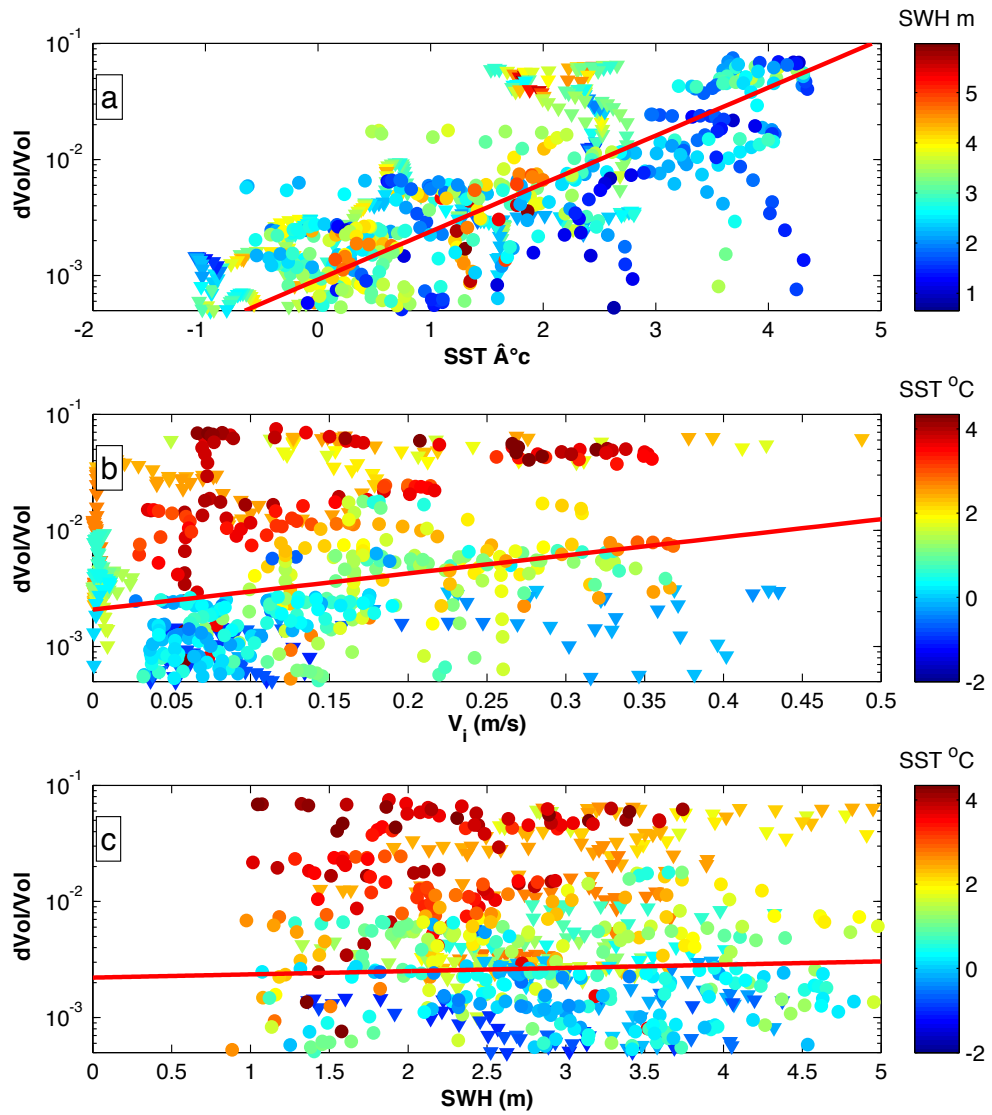 SWH m
10^-1
a
10^-2
10^-3
dVol/Vol
-2 -1 0 1 2 3 4 5
SST Â°c
5
4
3
2
1
SST °C
10^-1
b
10^-2
10^-3
dVol/Vol
0 0.05 0.1 0.15 0.2 0.25 0.3 0.35 0.4 0.45 0.5
V_i (m/s)
4
2
0
-2
SST °C
10^-1
c
10^-2
10^-3
dVol/Vol
0 0.5 1 1.5 2 2.5 3 3.5 4 4.5 5
SWH (m)
4
2
0
-2